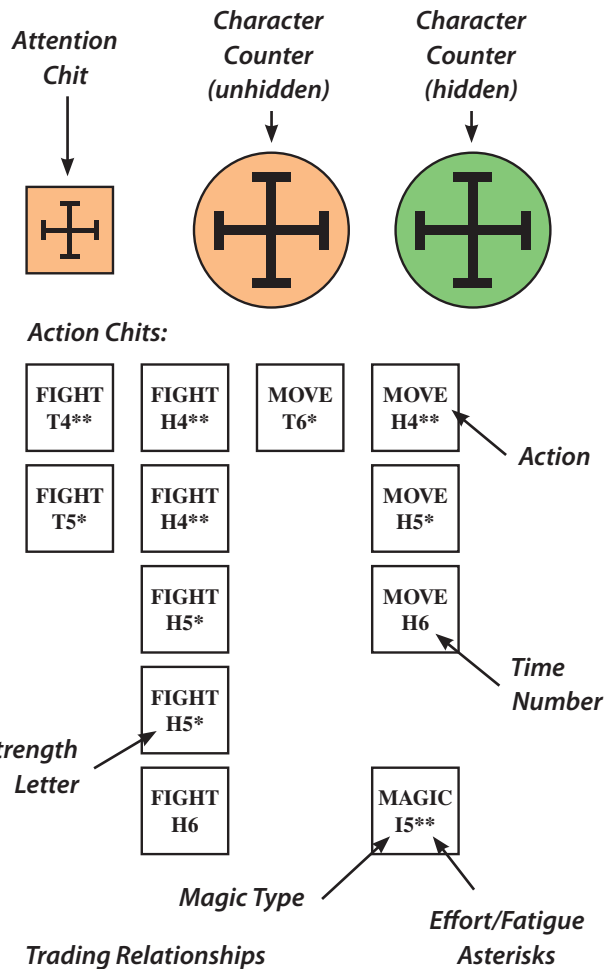 Attention
Chit
Character
Counter
(unhidden)
Character
Counter
(hidden)
Action Chits:
FIGHT
T4**
FIGHT
H4**
MOVE
T6*
MOVE
H4**
Action
FIGHT
T5*
FIGHT
H4**
MOVE
H5*
FIGHT
H5*
MOVE
H6
Time
Number
FIGHT
H5*
trength
Letter
FIGHT
H6
MAGIC
I5**
Magic Type
Effort/Fatigue
Asterisks
Trading Relationships